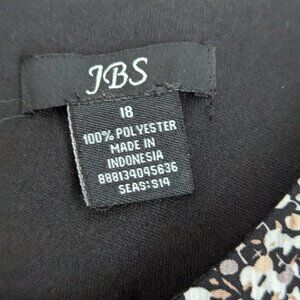 JBS
18
100% POLYESTER
MADE IN
INDONESIA
888134045636
SEAS:S14